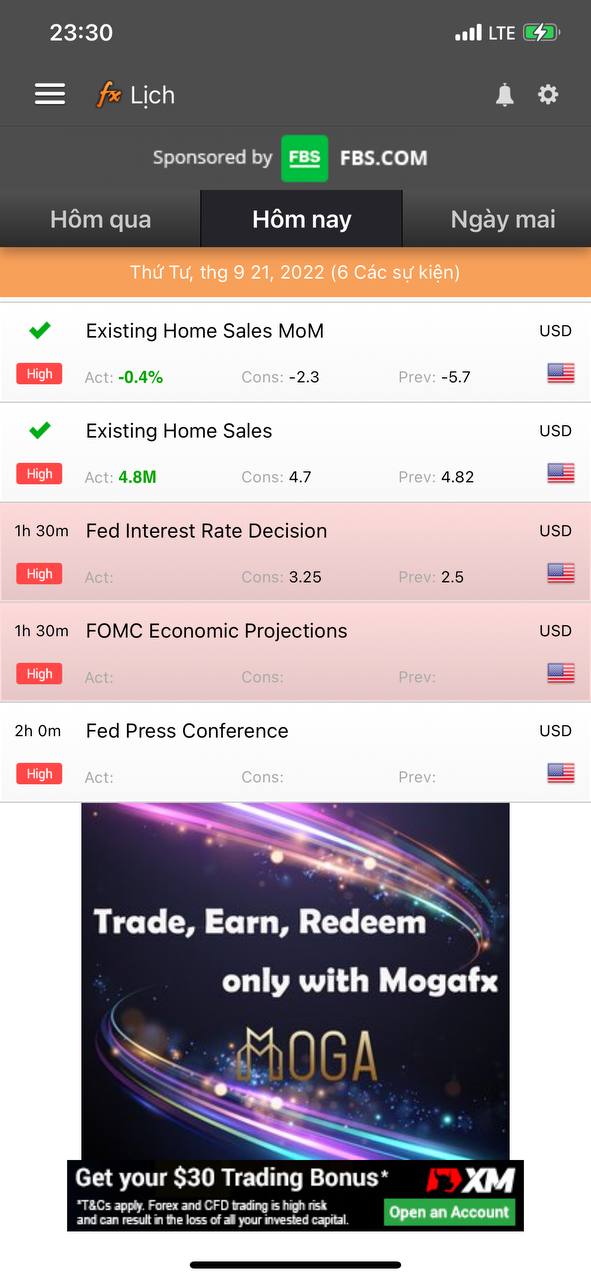 23:30 LTE
fx Lịch
Sponsored by FBS FBS.COM
Hôm qua Hôm nay Ngày mai
Thứ Tư, thg 9 21, 2022 (6 Các sự kiện)
Existing Home Sales MoM USD
High Act: -0.4% Cons: -2.3 Prev: -5.7
Existing Home Sales USD
High Act: 4.8M Cons: 4.7 Prev: 4.82
1h 30m Fed Interest Rate Decision USD
High Act: Cons: 3.25 Prev: 2.5
1h 30m FOMC Economic Projections USD
High Act: Cons: Prev:
2h 0m Fed Press Conference USD
High Act: Cons: Prev:
Trade, Earn, Redeem
only with Mogafx
MOGA
Get your $30 Trading Bonus* XM
*T&Cs apply. Forex and CFD trading is high risk
and can result in the loss of all your invested capital.
Open an Account